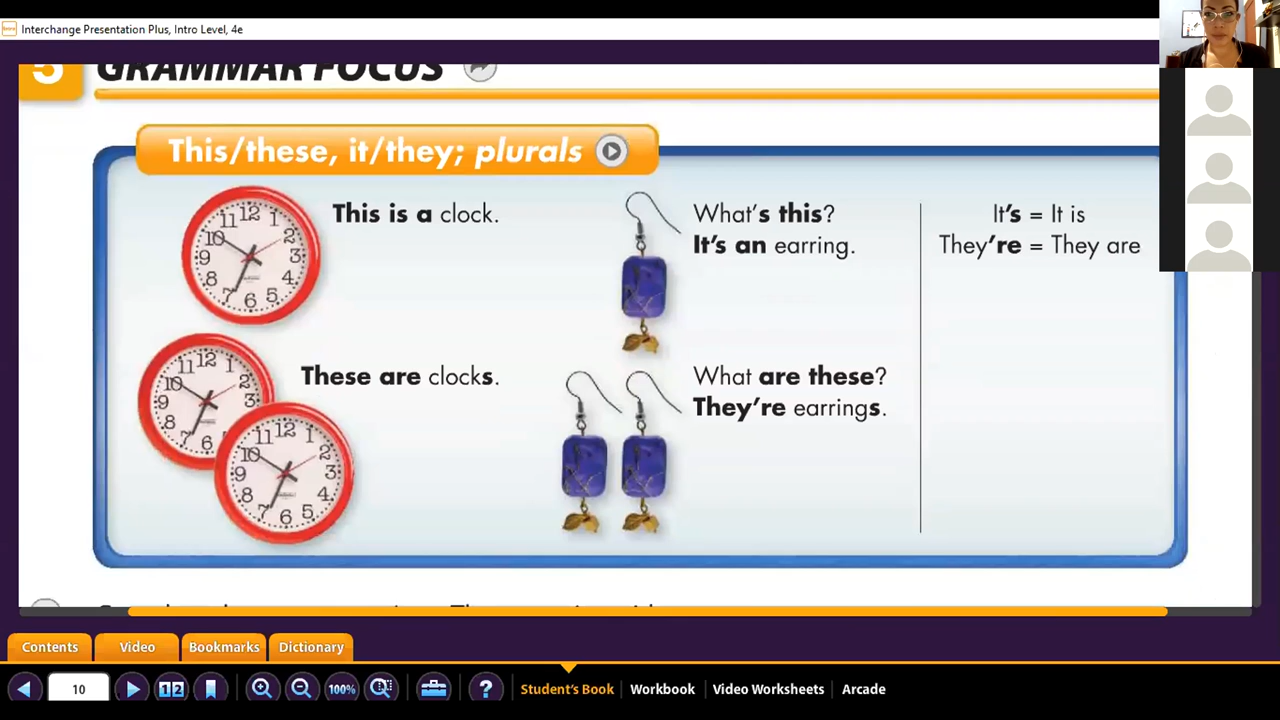 Interchange Presentation Plus, Intro Level, 4e
5 GRAMMAR FOCUS
This/these, it/they; plurals
This is a clock.
What's this?
It's an earring.
It's = It is
They're = They are
These are clocks.
What are these?
They're earrings.
Contents Video Bookmarks Dictionary
10 12 100% ? Student's Book Workbook Video Worksheets Arcade